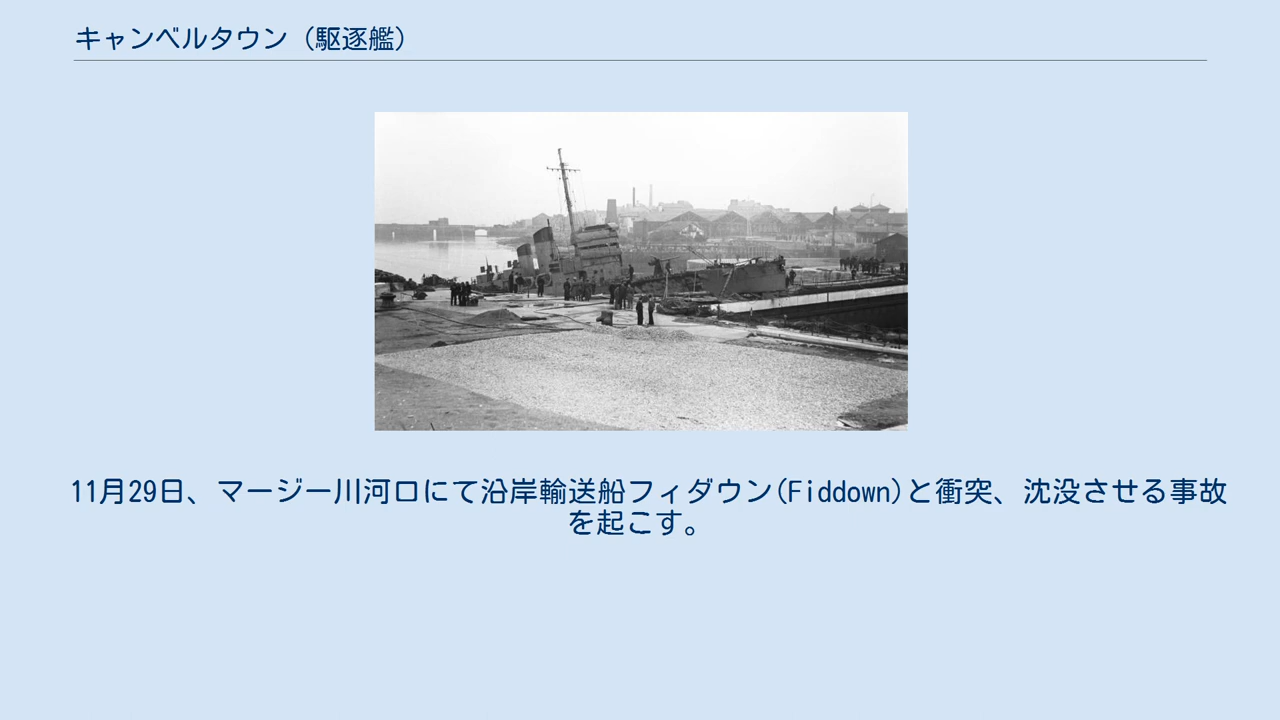 キャンベルタウン（駆逐艦）
11月29日、マージー川河口にて沿岸輸送船フィダウン(Fiddown)と衝突、沈没させる事故
を起こす。